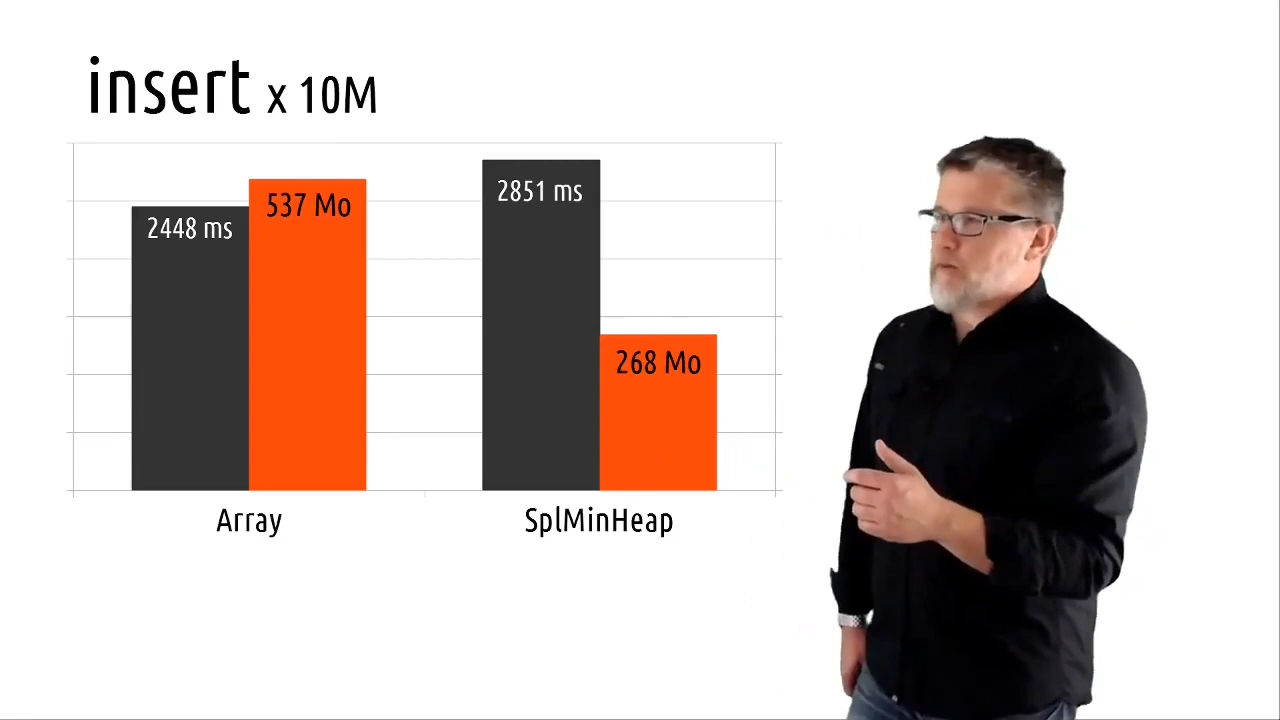 insert x 10M
2448 ms
537 Mo
2851 ms
268 Mo
Array
SplMinHeap